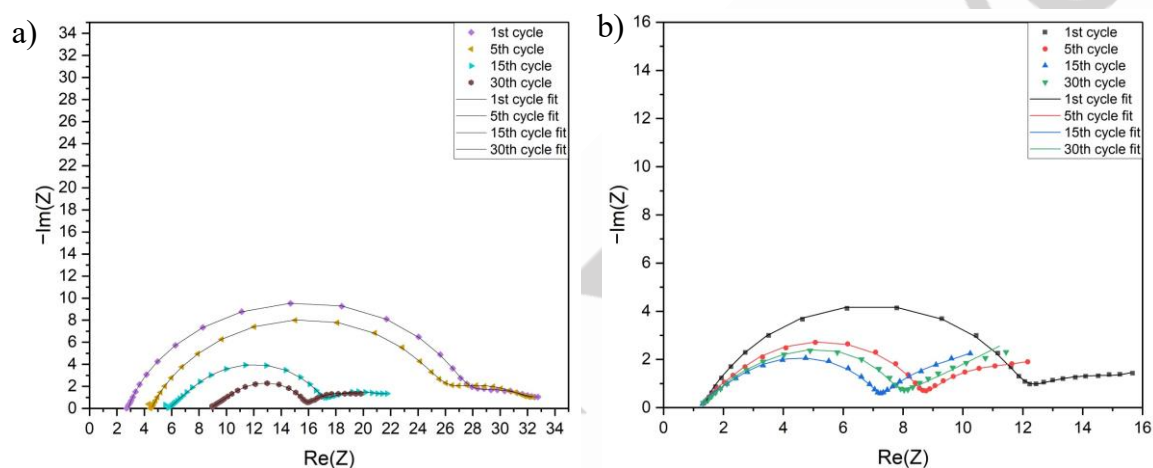 a)
34
32
30
28
26
24
22
20
18
16
14
12
10
8
6
4
2
0
−Im(Z)
1st cycle
5th cycle
15th cycle
30th cycle
1st cycle fit
5th cycle fit
15th cycle fit
30th cycle fit
0 2 4 6 8 10 12 14 16 18 20 22 24 26 28 30 32 34
Re(Z)
b)
16
14
12
10
8
6
4
2
0
−Im(Z)
1st cycle
5th cycle
15th cycle
30th cycle
1st cycle fit
5th cycle fit
15th cycle fit
30th cycle fit
0 2 4 6 8 10 12 14 16
Re(Z)